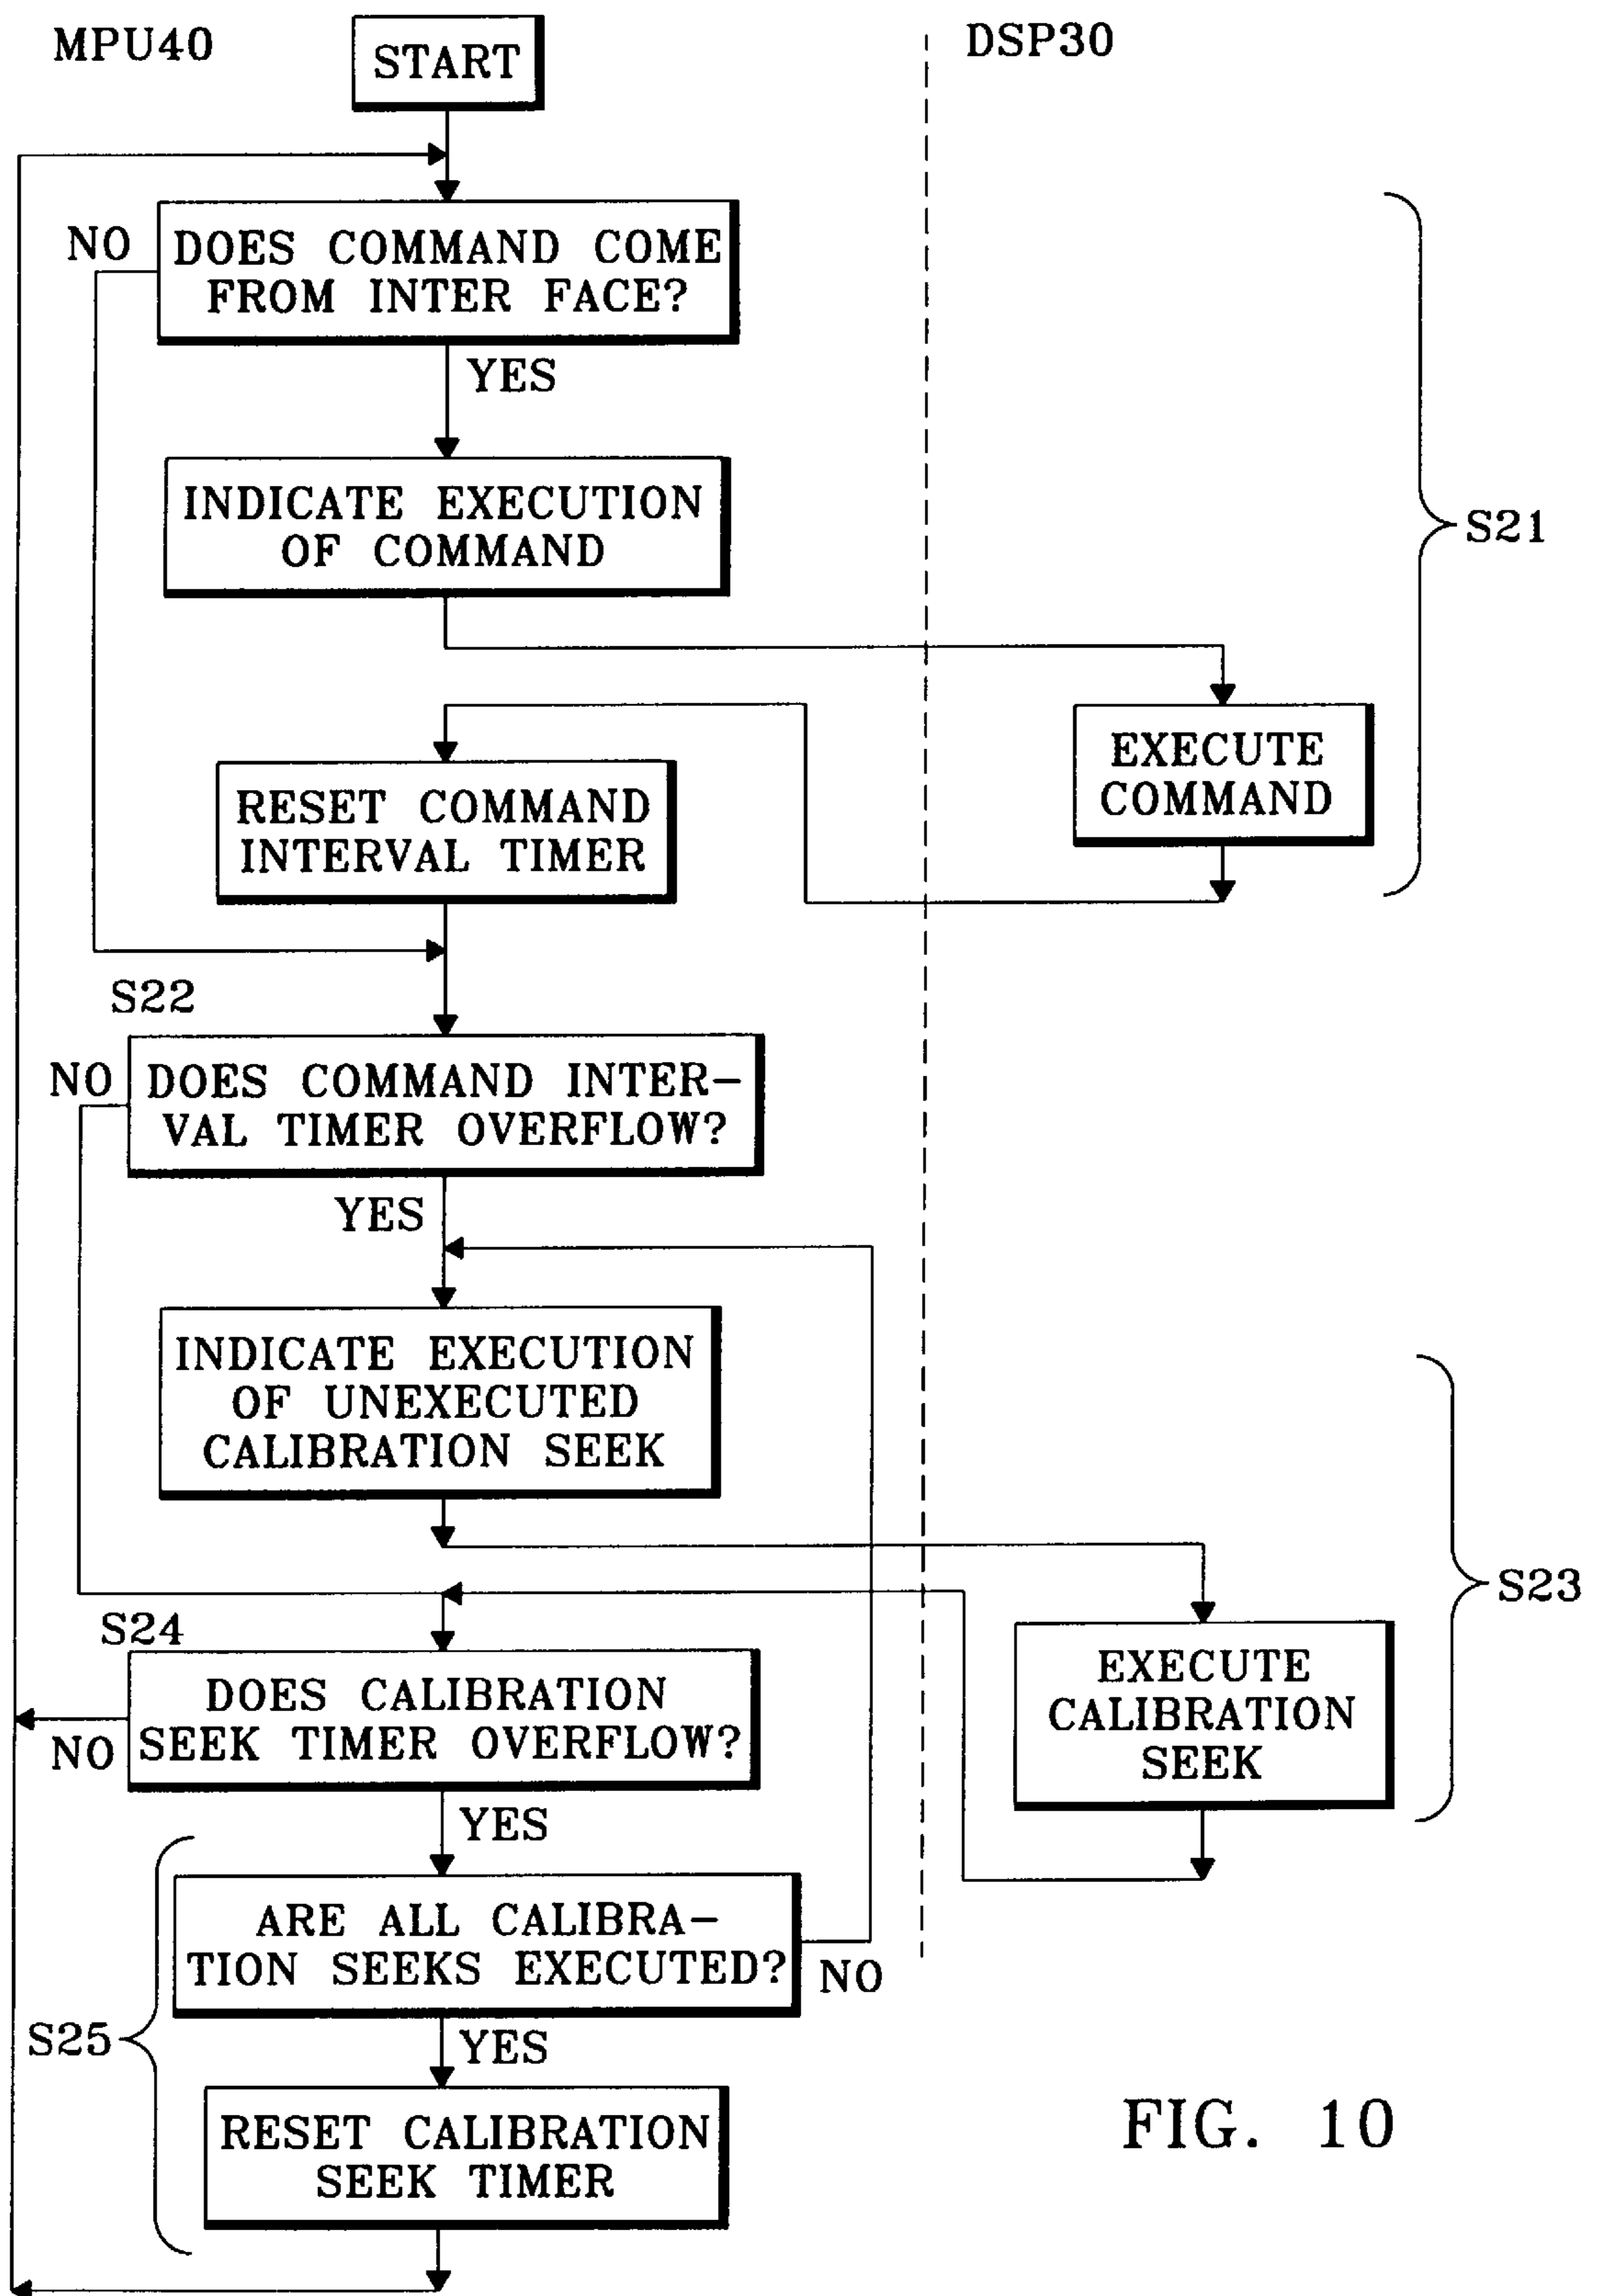 MPU40
START
DSP30
NO
DOES COMMAND COME
FROM INTER FACE?
YES
INDICATE EXECUTION
OF COMMAND
S21
EXECUTE
COMMAND
RESET COMMAND
INTERVAL TIMER
S22
NO
DOES COMMAND INTER-
VAL TIMER OVERFLOW?
YES
INDICATE EXECUTION
OF UNEXECUTED
CALIBRATION SEEK
S23
EXECUTE
CALIBRATION
SEEK
S24
DOES CALIBRATION
SEEK TIMER OVERFLOW?
NO
YES
ARE ALL CALIBRA-
TION SEEKS EXECUTED?
NO
S25
YES
RESET CALIBRATION
SEEK TIMER
FIG. 10